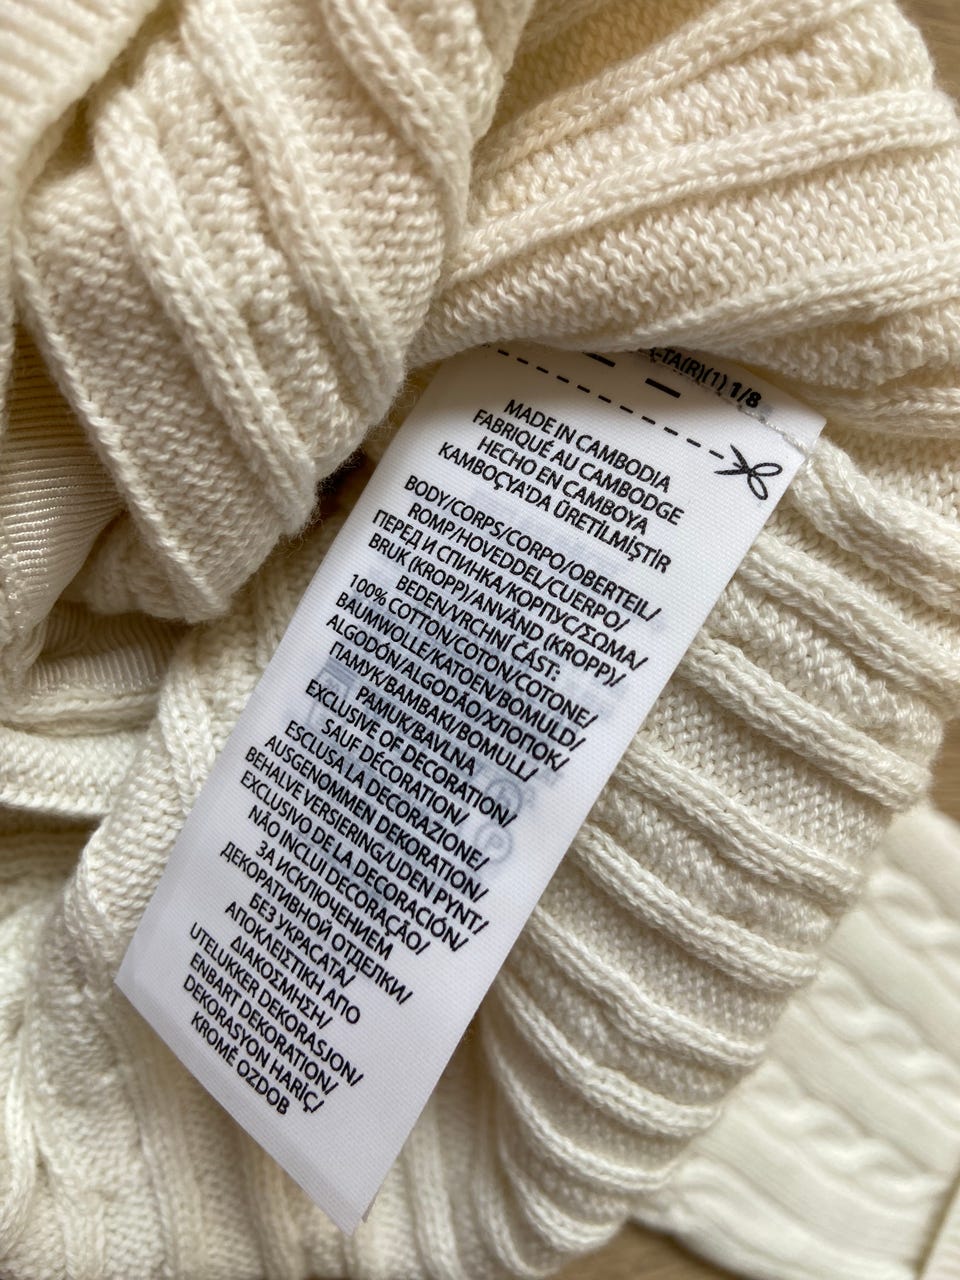 -TA(R)(1) 1/8
MADE IN CAMBODIA
FABRIQUÉ AU CAMBODGE
HECHO EN CAMBOYA
KAMBOÇYA'DA ÜRETİLMİŞTİR
BODY/CORPS/CORPO/OBERTEIL/
ROMP/HOVEDDEL/CUERPO/
ПЕРЕД И СПИНКА/КОРПУС/ΣΩΜΑ/
BRUK (KROPP)/ANVÄND (KROPP)/
BEDEN/VRCHNÍ ČÁST:
100% COTTON/COTON/COTONE/
BAUMWOLLE/KATOEN/BOMULD/
ALGODÓN/ALGODÃO/ХЛОПОК/
ПАМУК/ΒΑΜΒΑΚΙ/BOMULL/
PAMUK/BAVLNA
EXCLUSIVE OF DECORATION/
SAUF DÉCORATION/
ESCLUSA LA DECORAZIONE/
AUSGENOMMEN DEKORATION/
BEHALVE VERSIERING/UDEN PYNT/
EXCLUSIVO DE LA DECORACIÓN/
NÃO INCLUI DECORAÇÃO/
ЗА ИСКЛЮЧЕНИЕМ
ДЕКОРАТИВНОЙ ОТДЕЛКИ/
БЕЗ УКРАСАТА/
ΑΠΟΚΛΕΙΣΤΙΚΗ ΑΠΟ
ΔΙΑΚΟΣΜΗΣΗ/
UTELUKKER DEKORASJON/
ENBART DEKORATION/
DEKORASYON HARİÇ/
KROMĚ OZDOB